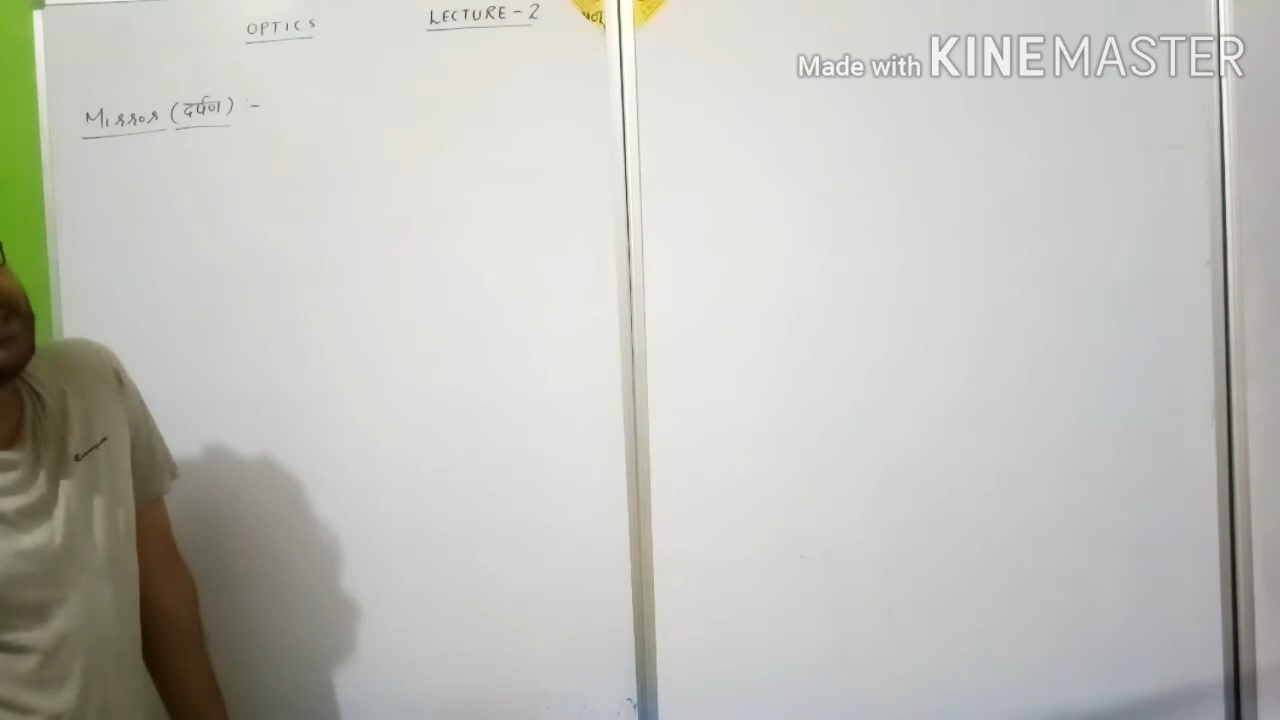 OPTICS LECTURE - 2
Made with KINEMASTER
Mirror (दर्पण) :-